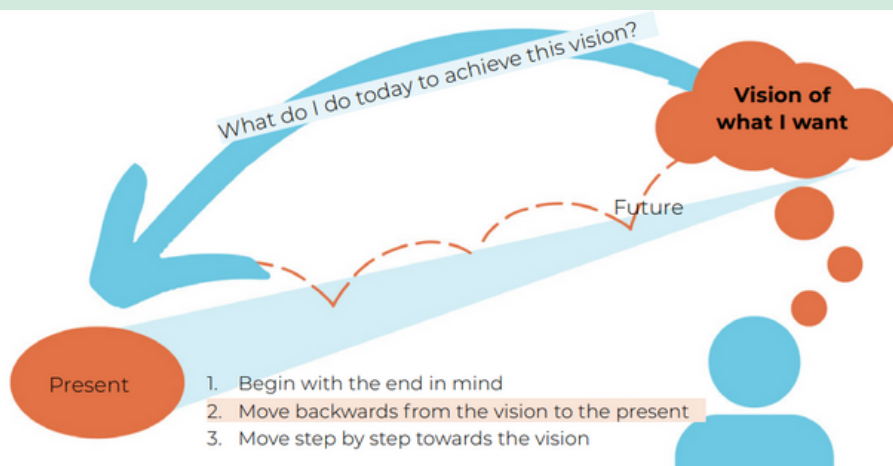 What do I do today to achieve this vision?
Vision of
what I want
Future
Present
1. Begin with the end in mind
2. Move backwards from the vision to the present
3. Move step by step towards the vision